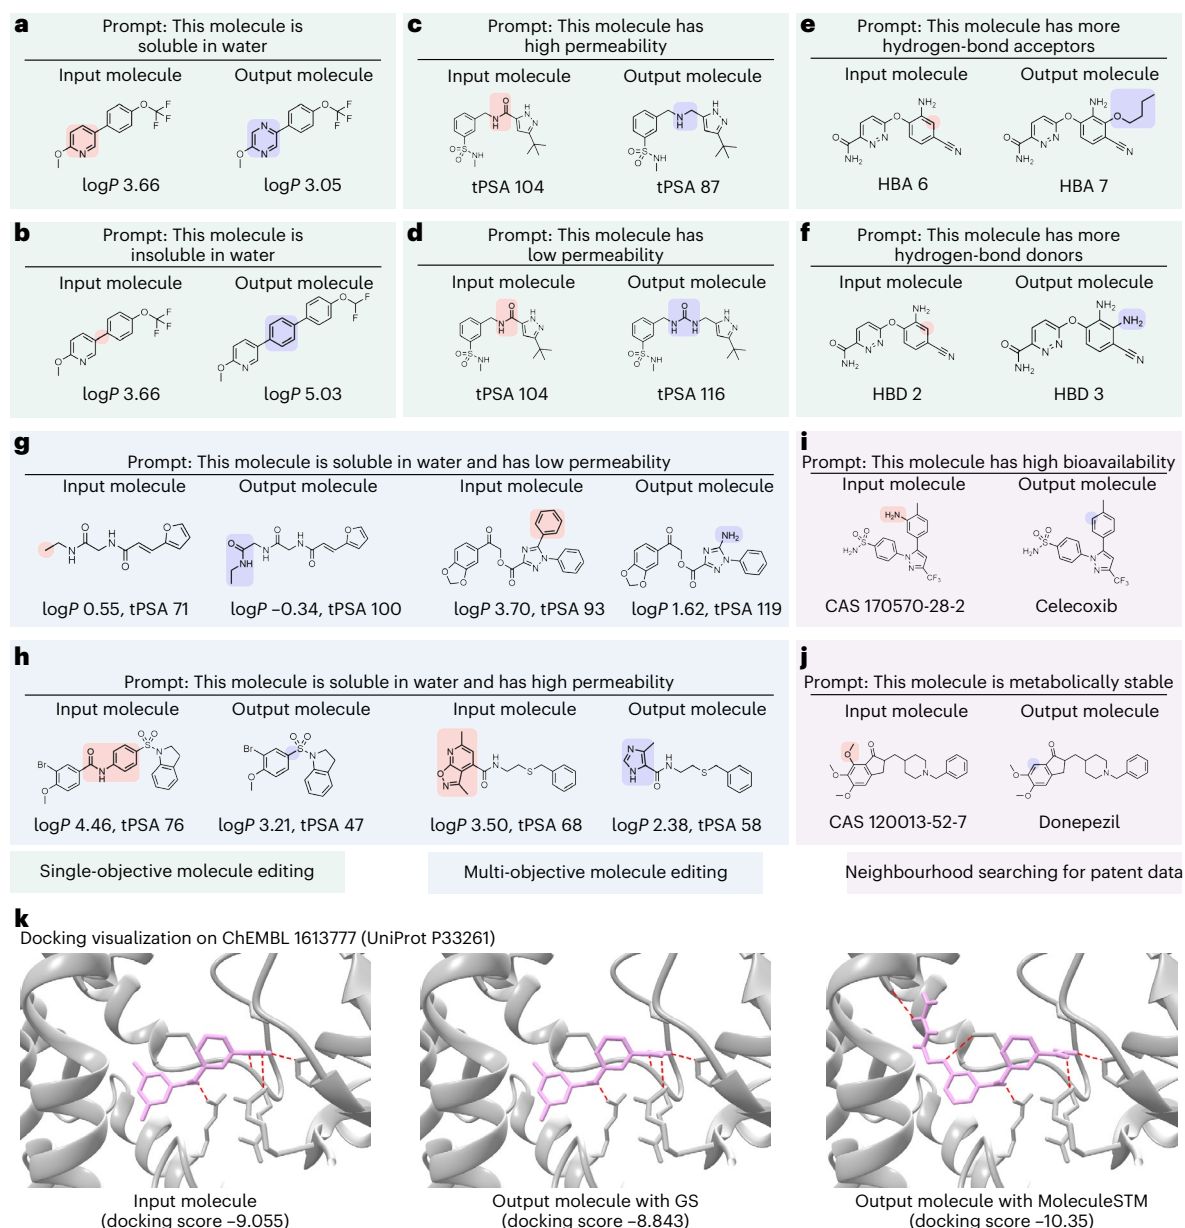 a
Prompt: This molecule is
soluble in water
Input molecule
Output molecule
logP 3.66
logP 3.05
b
Prompt: This molecule is
insoluble in water
Input molecule
Output molecule
logP 3.66
logP 5.03
c
Prompt: This molecule has
high permeability
Input molecule
Output molecule
tPSA 104
tPSA 87
d
Prompt: This molecule has
low permeability
Input molecule
Output molecule
tPSA 104
tPSA 116
e
Prompt: This molecule has more
hydrogen-bond acceptors
Input molecule
Output molecule
HBA 6
HBA 7
f
Prompt: This molecule has more
hydrogen-bond donors
Input molecule
Output molecule
HBD 2
HBD 3
g
Prompt: This molecule is soluble in water and has low permeability
Input molecule
Output molecule
Input molecule
Output molecule
logP 0.55, tPSA 71
logP –0.34, tPSA 100
logP 3.70, tPSA 93
logP 1.62, tPSA 119
h
Prompt: This molecule is soluble in water and has high permeability
Input molecule
Output molecule
Input molecule
Output molecule
logP 4.46, tPSA 76
logP 3.21, tPSA 47
logP 3.50, tPSA 68
logP 2.38, tPSA 58
i
Prompt: This molecule has high bioavailability
Input molecule
Output molecule
CAS 170570-28-2
Celecoxib
j
Prompt: This molecule is metabolically stable
Input molecule
Output molecule
CAS 120013-52-7
Donepezil
Single-objective molecule editing
Multi-objective molecule editing
Neighbourhood searching for patent data
k
Docking visualization on ChEMBL 1613777 (UniProt P33261)
Input molecule
(docking score –9.055)
Output molecule with GS
(docking score –8.843)
Output molecule with MoleculeSTM
(docking score –10.35)